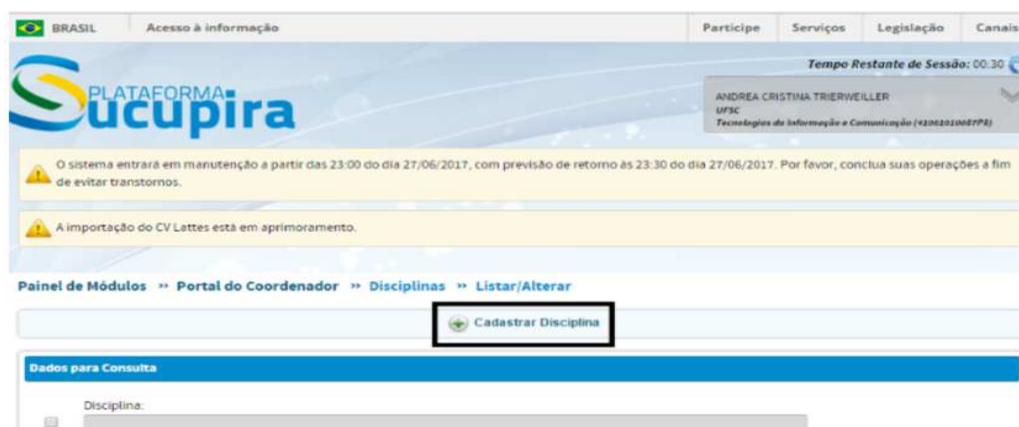 BRASIL Acesso à informação Participe Serviços Legislação Canais
Tempo Restante de Sessão: 00:30
PLATAFORMA
Sucupira
ANDREA CRISTINA TRIERWEILLER
UFSC
Tecnologias da Informação e Comunicação (41001010087P8)
O sistema entrará em manutenção a partir das 23:00 do dia 27/06/2017, com previsão de retorno às 23:30 do dia 27/06/2017. Por favor, conclua suas operações a fim
de evitar transtornos.
A importação do CV Lattes está em aprimoramento.
Painel de Módulos » Portal do Coordenador » Disciplinas » Listar/Alterar
Cadastrar Disciplina
Dados para Consulta
Disciplina: